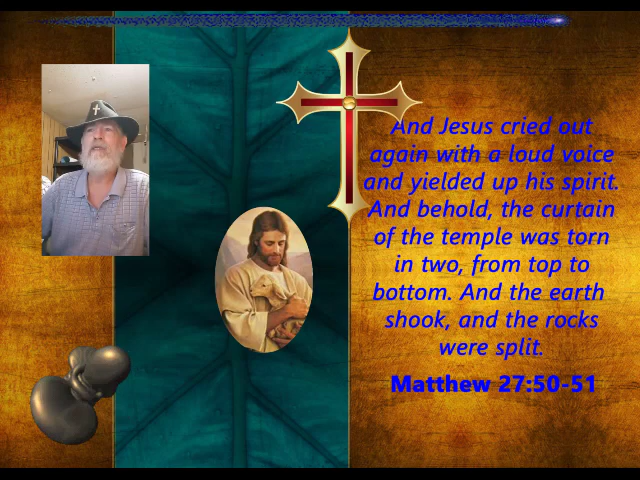 And Jesus cried out
again with a loud voice
and yielded up his spirit.
And behold, the curtain
of the temple was torn
in two, from top to
bottom. And the earth
shook, and the rocks
were split.
Matthew 27:50-51